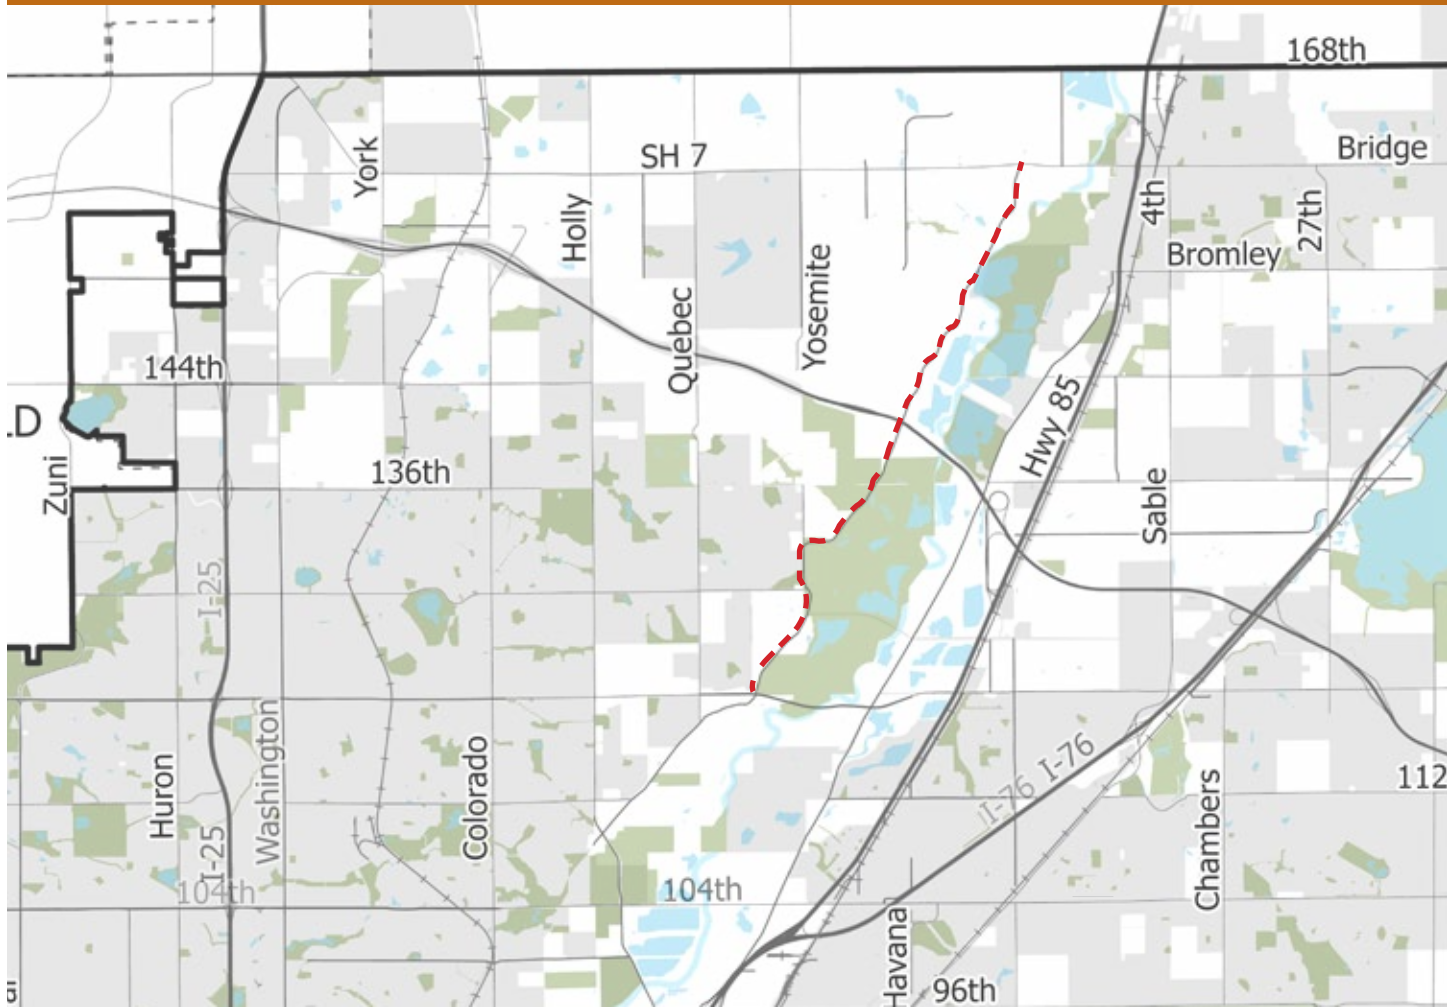 168th
Bridge
SH 7
York
4th
27th
Holly
Bromley
Yosemite
Quebec
144th
LD
Hwy 85
136th
Zuni
Sable
I-25
Washington
I-76
I-76
Huron
Colorado
112
Chambers
I-25
104th
104th
Havana
96th